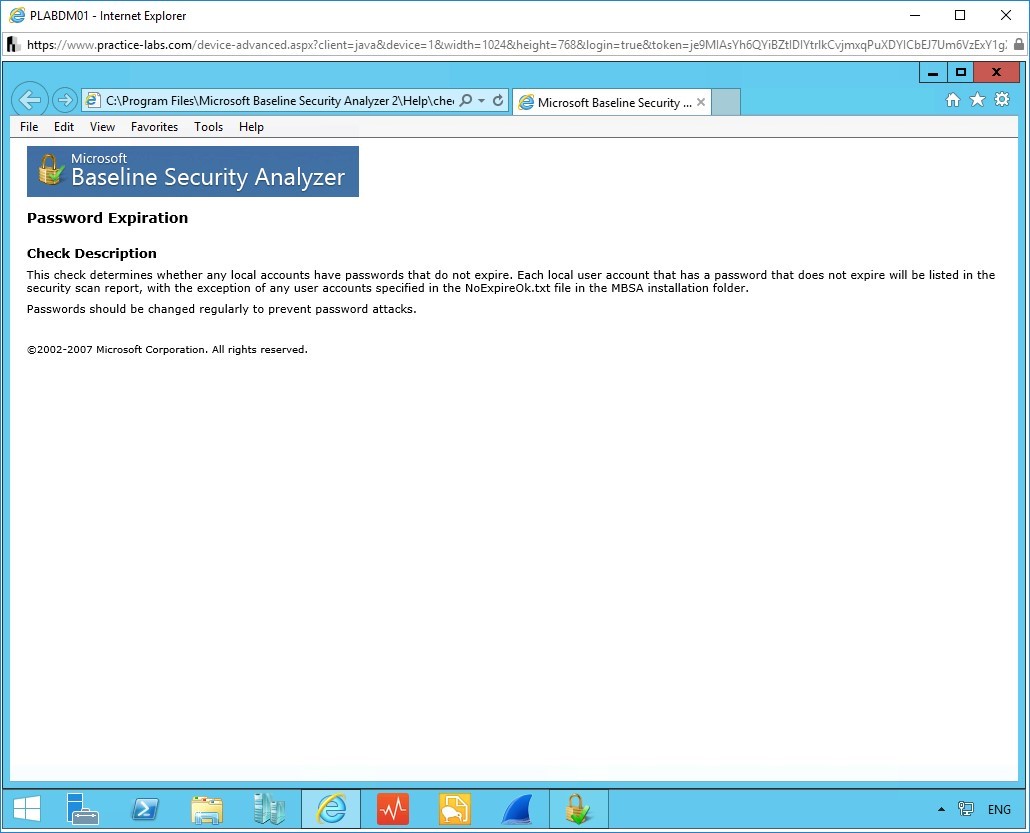 PLABDM01 - Internet Explorer
https://www.practice-labs.com/device-advanced.aspx?client=java&device=1&width=1024&height=768&login=true&token=
C:\Program Files\Microsoft Baseline Security Analyzer 2\Help\che
Microsoft Baseline Security ...
File Edit View Favorites Tools Help
Microsoft
Baseline Security Analyzer
Password Expiration
Check Description
This check determines whether any local accounts have passwords that do not expire. Each local user account that has a password that does not expire will be listed in the
security scan report, with the exception of any user accounts specified in the NoExpireOk.txt file in the MBSA installation folder.
Passwords should be changed regularly to prevent password attacks.
©2002-2007 Microsoft Corporation. All rights reserved.
ENG